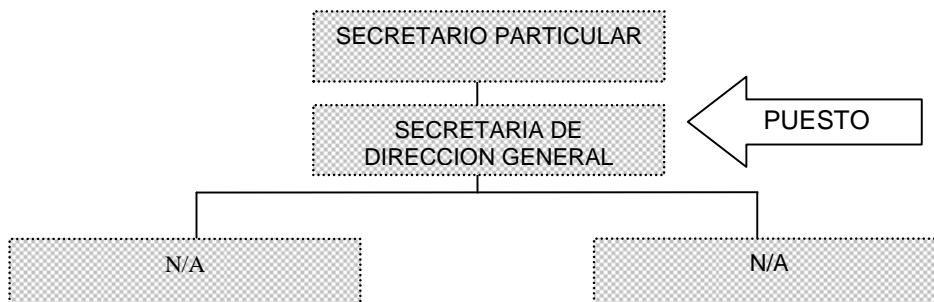 SECRETARIO PARTICULAR
SECRETARIA DE
DIRECCION GENERAL
PUESTO
N/A
N/A